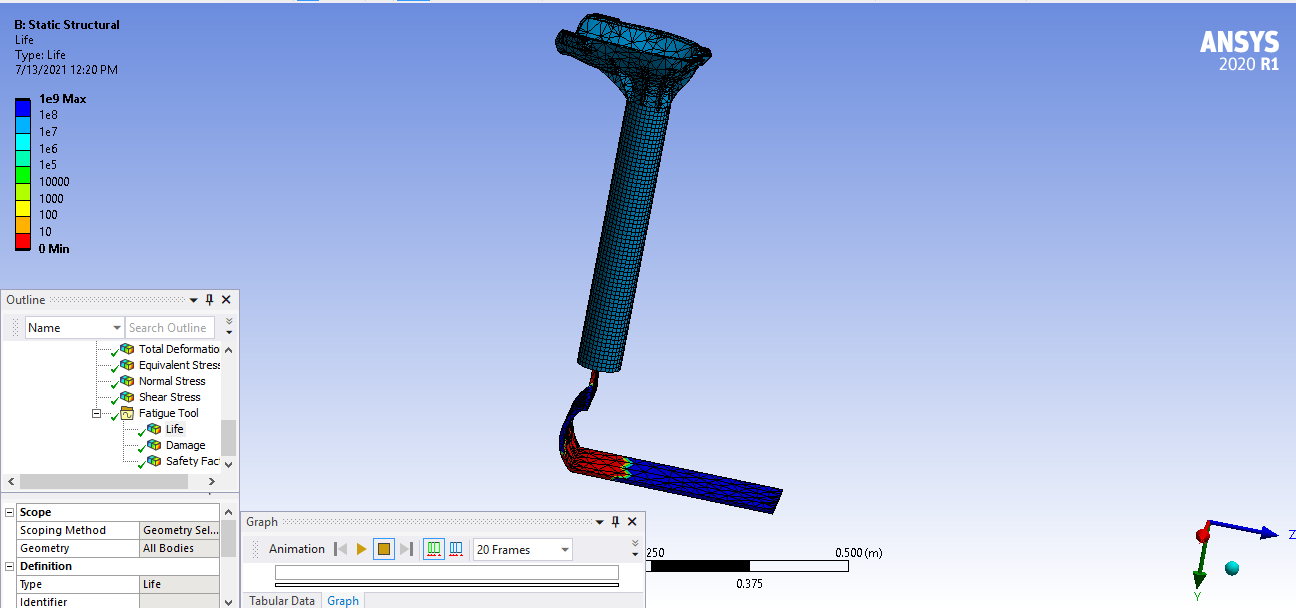 B: Static Structural
Life
Type: Life
7/13/2021 12:20 PM
ANSYS
2020 R1
1e9 Max
1e8
1e7
1e6
1e5
10000
1000
100
10
0 Min
Outline
Name
Search Outline
Total Deformatio
Equivalent Stress
Normal Stress
Shear Stress
Fatigue Tool
Life
Damage
Safety Fac
Scope
Scoping Method Geometry Sel...
Geometry All Bodies
Definition
Type Life
Identifier
Graph
Animation 20 Frames
Tabular Data Graph
250 0.500 (m)
0.375
Z
Y